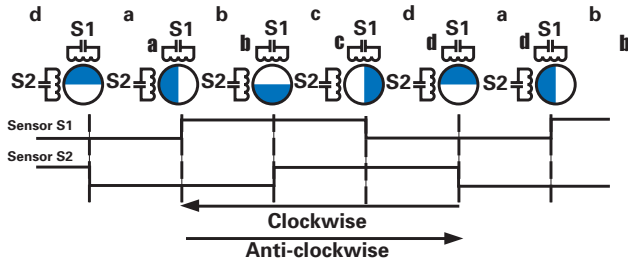 d a b c d a b
S1 S1 S1 S1 S1 S1
a b c d d b
S2 S2 S2 S2 S2 S2
Sensor S1
Sensor S2
Clockwise
Anti-clockwise